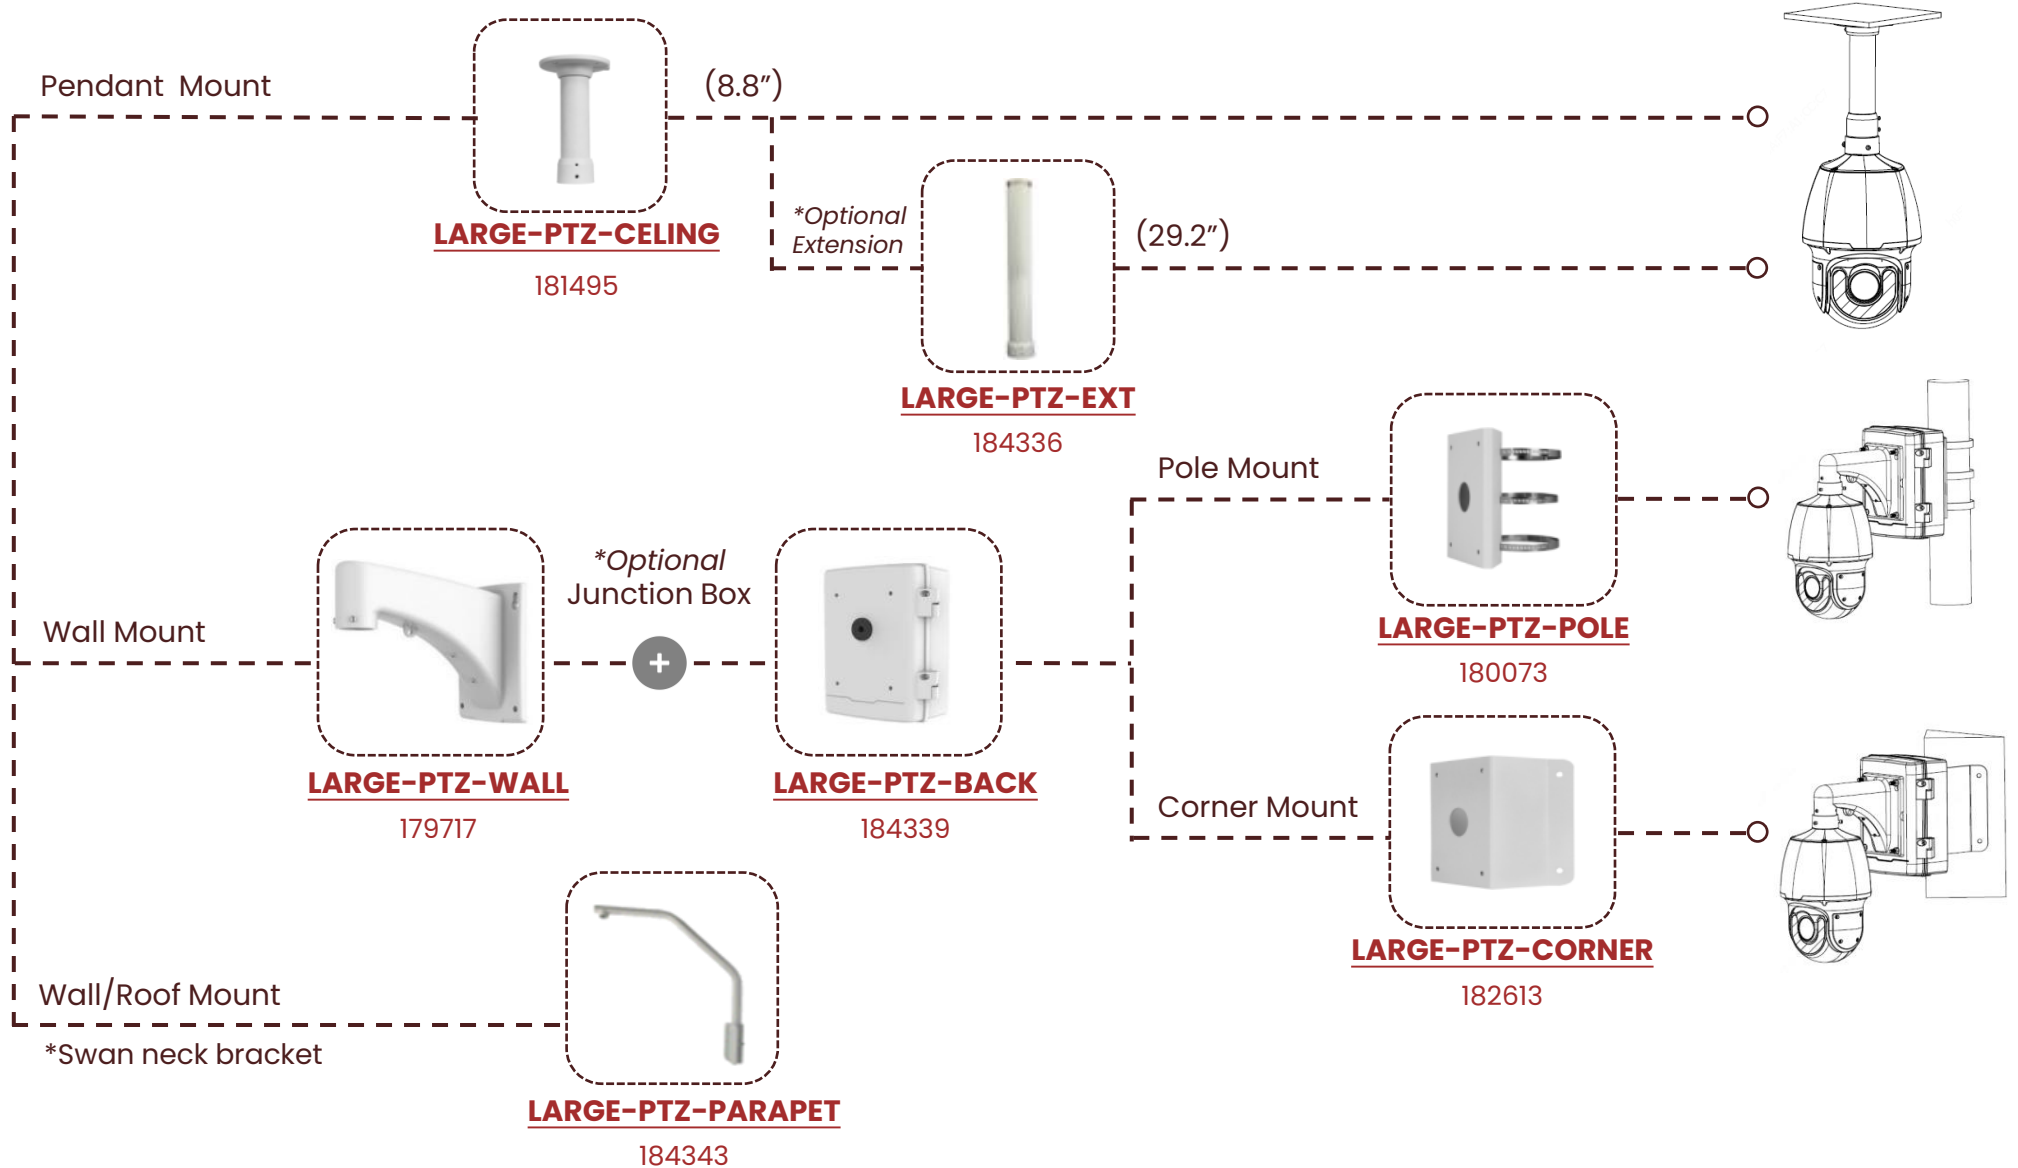 Pendant Mount
(8.8”)
LARGE-PTZ-CELING
181495
*Optional
Extension
(29.2”)
LARGE-PTZ-EXT
184336
Wall Mount
LARGE-PTZ-WALL
179717
*Optional
Junction Box
+
LARGE-PTZ-BACK
184339
Pole Mount
LARGE-PTZ-POLE
180073
Corner Mount
LARGE-PTZ-CORNER
182613
Wall/Roof Mount
*Swan neck bracket
LARGE-PTZ-PARAPET
184343